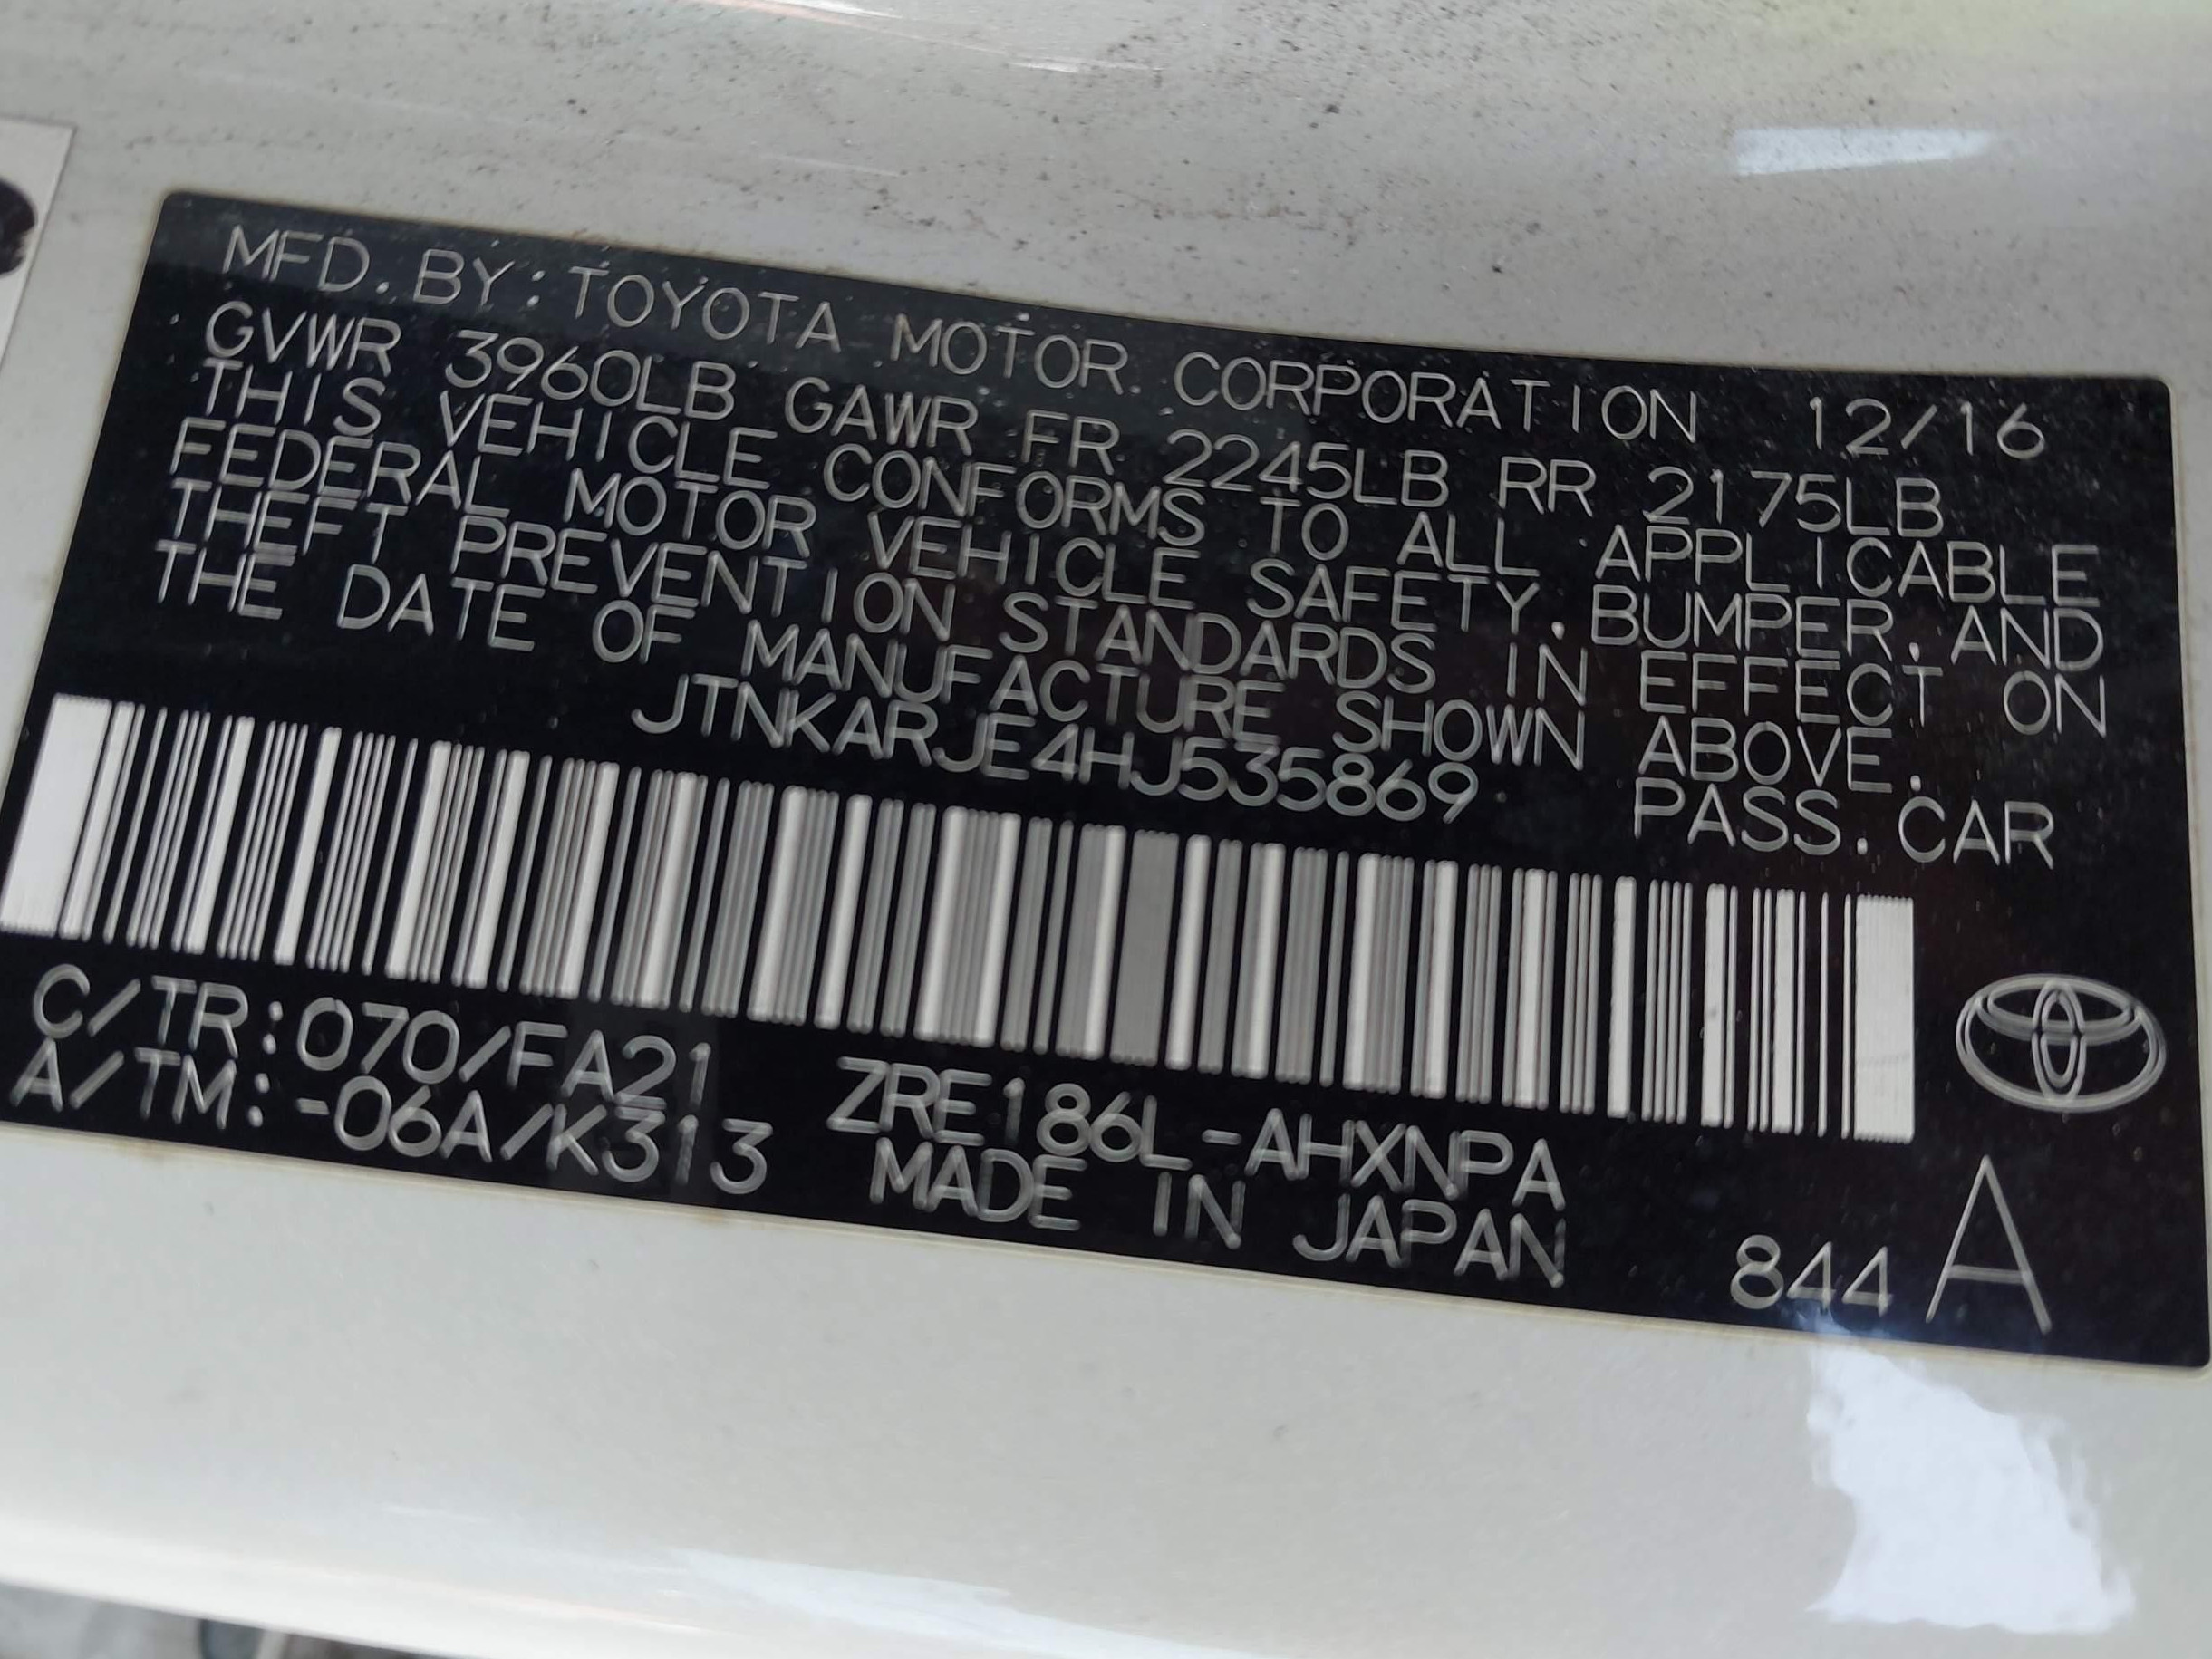 MFD. BY: TOYOTA MOTOR CORPORATION 12/16
GVWR 3960LB GAWR FR 2245LB RR 2175LB
THIS VEHICLE CONFORMS TO ALL APPLICABLE
FEDERAL MOTOR VEHICLE SAFETY, BUMPER, AND
THEFT PREVENTION STANDARDS IN EFFECT ON
THE DATE OF MANUFACTURE SHOWN ABOVE.
JTNKARJE4HJ535869 PASS. CAR
C/TR:070/FA21 ZRE186L-AHXNPA
A/TM:-06A/K313 MADE IN JAPAN 844 A